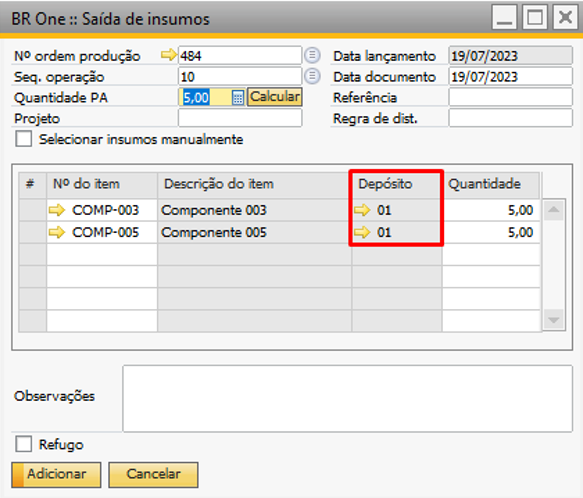 BR One :: Saída de insumos
Nº ordem produção 484 Data lançamento 19/07/2023
Seq. operação 10 Data documento 19/07/2023
Quantidade PA 5,00 Calcular Referência
Projeto Regra de dist.
Selecionar insumos manualmente
# Nº do item Descrição do item Depósito Quantidade
COMP-003 Componente 003 01 5,00
COMP-005 Componente 005 01 5,00
Observações
Refugo
Adicionar Cancelar